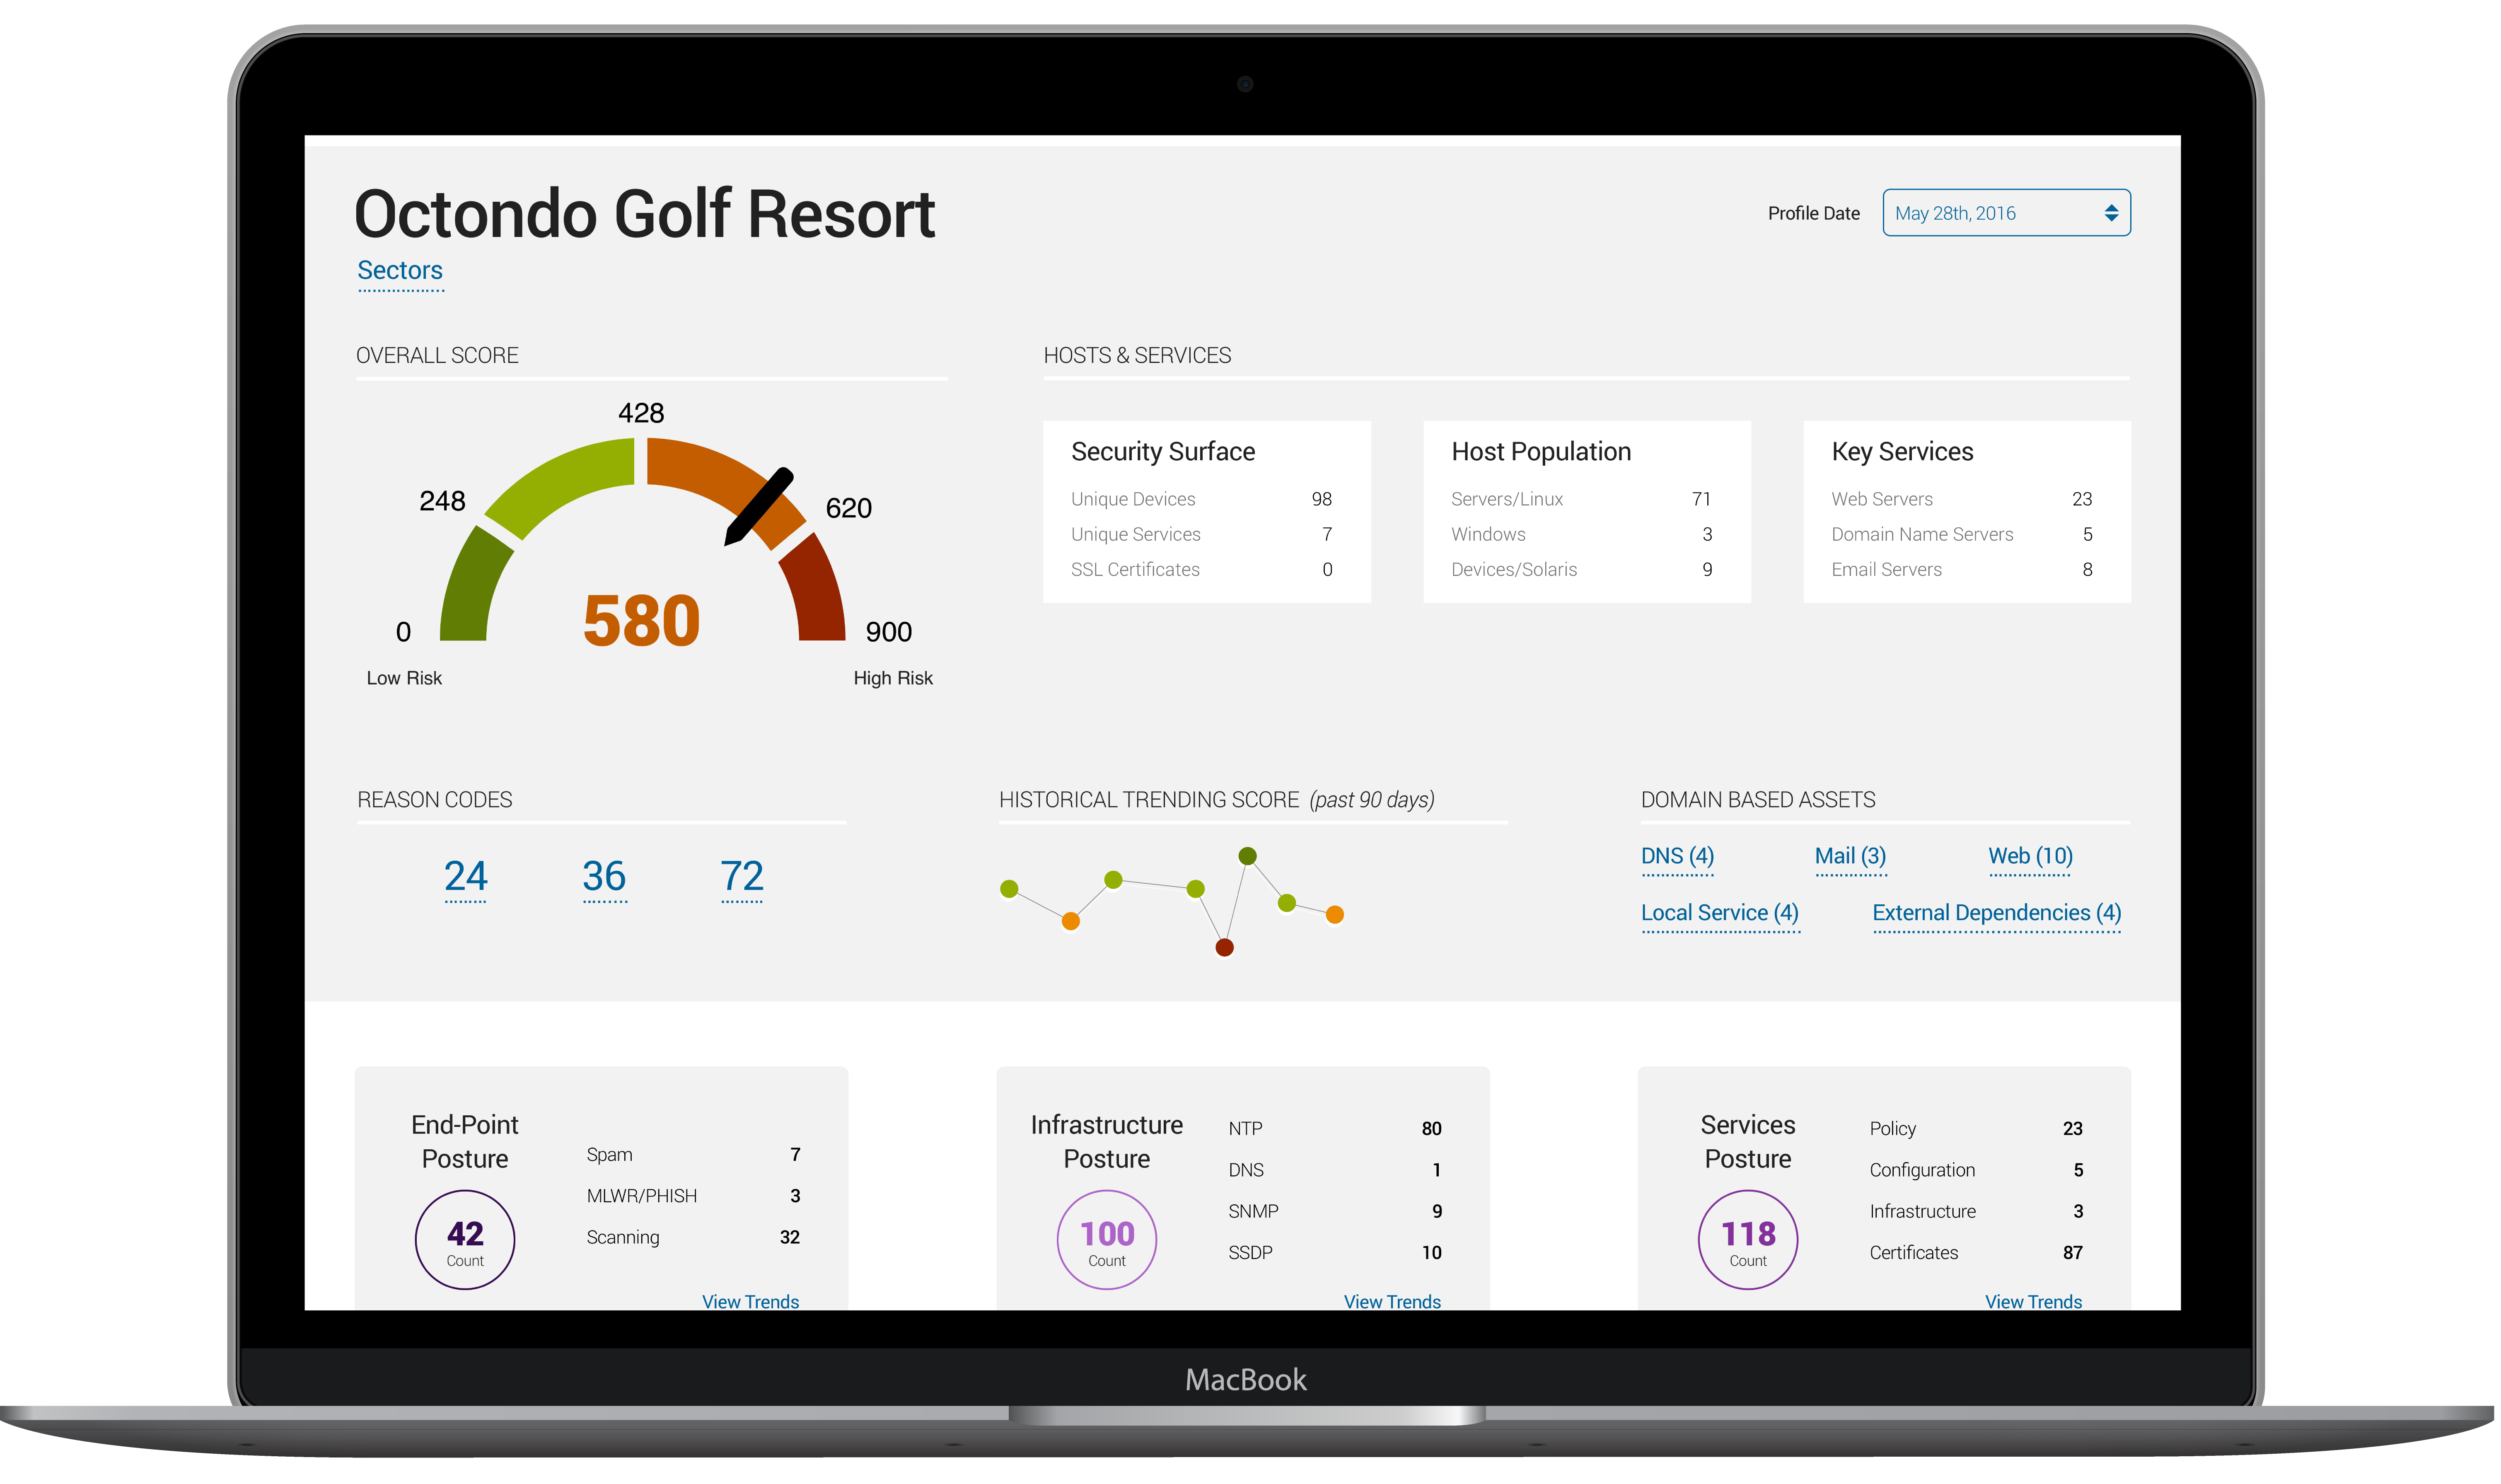 Octondo Golf Resort
Profile Date
May 28th, 2016
Sectors
OVERALL SCORE
428
248
620
0
580
900
Low Risk
High Risk
HOSTS & SERVICES
Security Surface
Unique Devices 98
Unique Services 7
SSL Certificates 0
Host Population
Servers/Linux 71
Windows 3
Devices/Solaris 9
Key Services
Web Servers 23
Domain Name Servers 5
Email Servers 8
REASON CODES
24 36 72
HISTORICAL TRENDING SCORE (past 90 days)
DOMAIN BASED ASSETS
DNS (4) Mail (3) Web (10)
Local Service (4) External Dependencies (4)
End-Point
Posture
42
Count
Spam 7
MLWR/PHISH 3
Scanning 32
View Trends
Infrastructure
Posture
100
Count
NTP 80
DNS 1
SNMP 9
SSDP 10
View Trends
Services
Posture
118
Count
Policy 23
Configuration 5
Infrastructure 3
Certificates 87
View Trends
MacBook